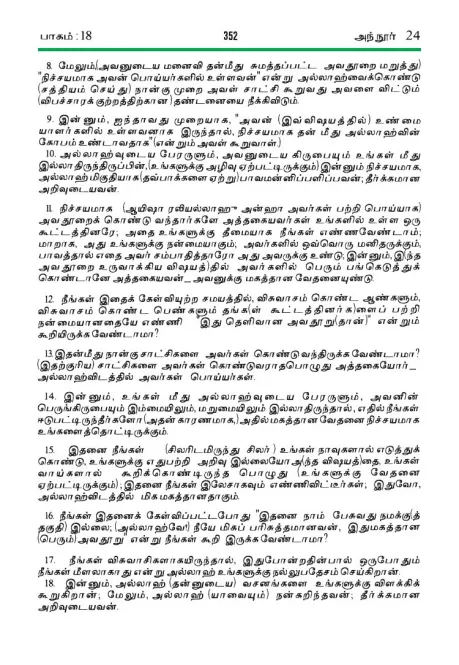 பாகம் : 18 352 அந்நூர் 24
8. மேலும்,(அவனுடைய மனைவி தன்மீது சுமத்தப்பட்ட அவதூறை மறுத்து)
"நிச்சயமாக அவன் பொய்யர்களில் உள்ளவன்" என்று அல்லாஹ்வைக்கொண்டு
(சத்தியம் செய்து) நான்கு முறை அவள் சாட்சி கூறுவது அவளை விட்டும்
(விபச்சாரக்குற்றத்திற்கான) தண்டனையை நீக்கிவிடும்.
9. இன்னும், ஐந்தாவது முறையாக, "அவன் (இவ்விஷயத்தில்) உண்மை
யாளர்களில் உள்ளவனாக இருந்தால், நிச்சயமாக தன் மீது அல்லாஹ்வின்
கோபம் உண்டாவதாக"(என்றும் அவள் கூறுவாள்.)
10. அல்லாஹ்வுடைய பேரருளும், அவனுடைய கிருபையும் உங்கள் மீது
இல்லாதிருந்திருப்பின்,(உங்களுக்கு அழிவு ஏற்பட்டிருக்கும்) இன்னும் நிச்சயமாக,
அல்லாஹ் மிகுதியாக (தவ்பாக்களை ஏற்று) பாவமன்னிப்பளிப்பவன்; தீர்க்கமான
அறிவுடையவன்.
11. நிச்சயமாக (ஆயிஷா ரலியல்லாஹு அன்ஹா அவர்கள் பற்றி பொய்யாக)
அவதூறைக் கொண்டு வந்தார்களே அத்தகையவர்கள் உங்களில் உள்ள ஒரு
கூட்டத்தினரே; அதை உங்களுக்கு தீமையாக நீங்கள் எண்ணவேண்டாம்;
மாறாக, அது உங்களுக்கு நன்மையாகும்; அவர்களில் ஒவ்வொரு மனிதருக்கும்,
பாவத்தால் எதை அவர் சம்பாதித்தாரோ அது அவருக்கு உண்டு; இன்னும்,(இந்த
அவதூறை உருவாக்கிய விஷயத்)தில் அவர்களில் பெரும் பங்கெடுத்துக்
கொண்டானே அத்தகையவன்_ அவனுக்கு மகத்தான வேதனையுண்டு.
12. நீங்கள் இதைக் கேள்வியுற்ற சமயத்தில், விசுவாசம் கொண்ட ஆண்களும்,
விசுவாசம் கொண்ட பெண்களும் தங்க(ள் கூட்டத்தினர்க)ளைப் பற்றி
நன்மையானதையே எண்ணி "இது தெளிவான அவதூறு(தான்)" என்றும்
கூறியிருக்கவேண்டாமா?
13. இதன்மீது நான்கு சாட்சிகளை அவர்கள் கொண்டுவந்திருக்கவேண்டாமா?
(இதற்குரிய) சாட்சிகளை அவர்கள் கொண்டுவராதபொழுது அத்தகையோர்_
அல்லாஹ்விடத்தில் அவர்கள் பொய்யர்கள்.
14. இன்னும், உங்கள் மீது அல்லாஹ்வுடைய பேரருளும், அவனின்
பெருங்கிருபையும் இம்மையிலும், மறுமையிலும் இல்லாதிருந்தால், எதில் நீங்கள்
ஈடுபட்டிருந்தீர்களோ (அதன் காரணமாக,) அதில் மகத்தான வேதனை நிச்சயமாக
உங்களைத்தொட்டிருக்கும்.
15. இதனை நீங்கள் (சிலரிடமிருந்து சிலர் ) உங்கள் நாவுகளால் எடுத்துக்
கொண்டு, உங்களுக்கு எதுபற்றி அறிவு இல்லையோ அ(ந்த விஷயத்)தை, உங்கள்
வாய்களால் கூறிக்கொண்டிருந்த பொழுது (உங்களுக்கு வேதனை
ஏற்பட்டிருக்கும்); இதனை நீங்கள் இலேசாகவும் எண்ணிவிட்டீர்கள்; இதுவோ,
அல்லாஹ்விடத்தில் மிக மகத்தானதாகும்.
16. நீங்கள் இதனைக் கேள்விப்பட்டபோது "இதனை நாம் பேசுவது நமக்கு(த்
தகுதி) இல்லை; (அல்லாஹ்வே!) நீயே மிகப் பரிசுத்தமானவன், இதுமகத்தான
(பெரும்) அவதூறு" என்று நீங்கள் கூறி இருக்கவேண்டாமா?
17. நீங்கள் விசுவாசிகளாகயிருந்தால், இதுபோன்றதின்பால் ஒருபோதும்
நீங்கள் மீளலாகாது என்று அல்லாஹ் உங்களுக்கு நல்லுபதேசம் செய்கிறான்.
18. இன்னும், அல்லாஹ் (தன்னுடைய) வசனங்களை உங்களுக்கு விளக்கிக்
கூறுகிறான்; மேலும், அல்லாஹ் (யாவையும்) நன்கறிந்தவன்; தீர்க்கமான
அறிவுடையவன்.